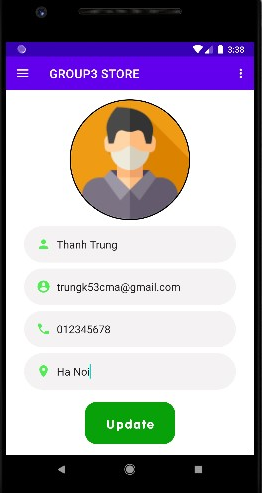 3:38
GROUP3 STORE
Thanh Trung
trungk53cma@gmail.com
012345678
Ha Noi
Update